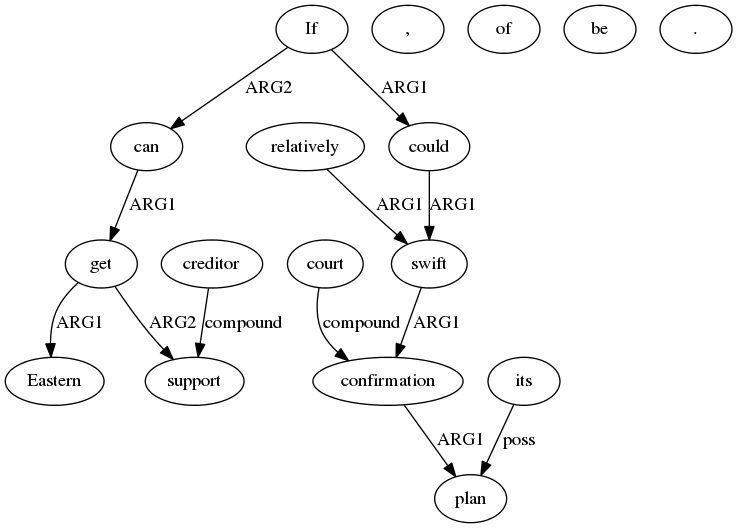 If , of be .
ARG2 ARG1
can relatively could
ARG1 ARG1 ARG1
get creditor court swift
ARG1 ARG2 compound compound ARG1
Eastern support confirmation its
ARG1 poss
plan